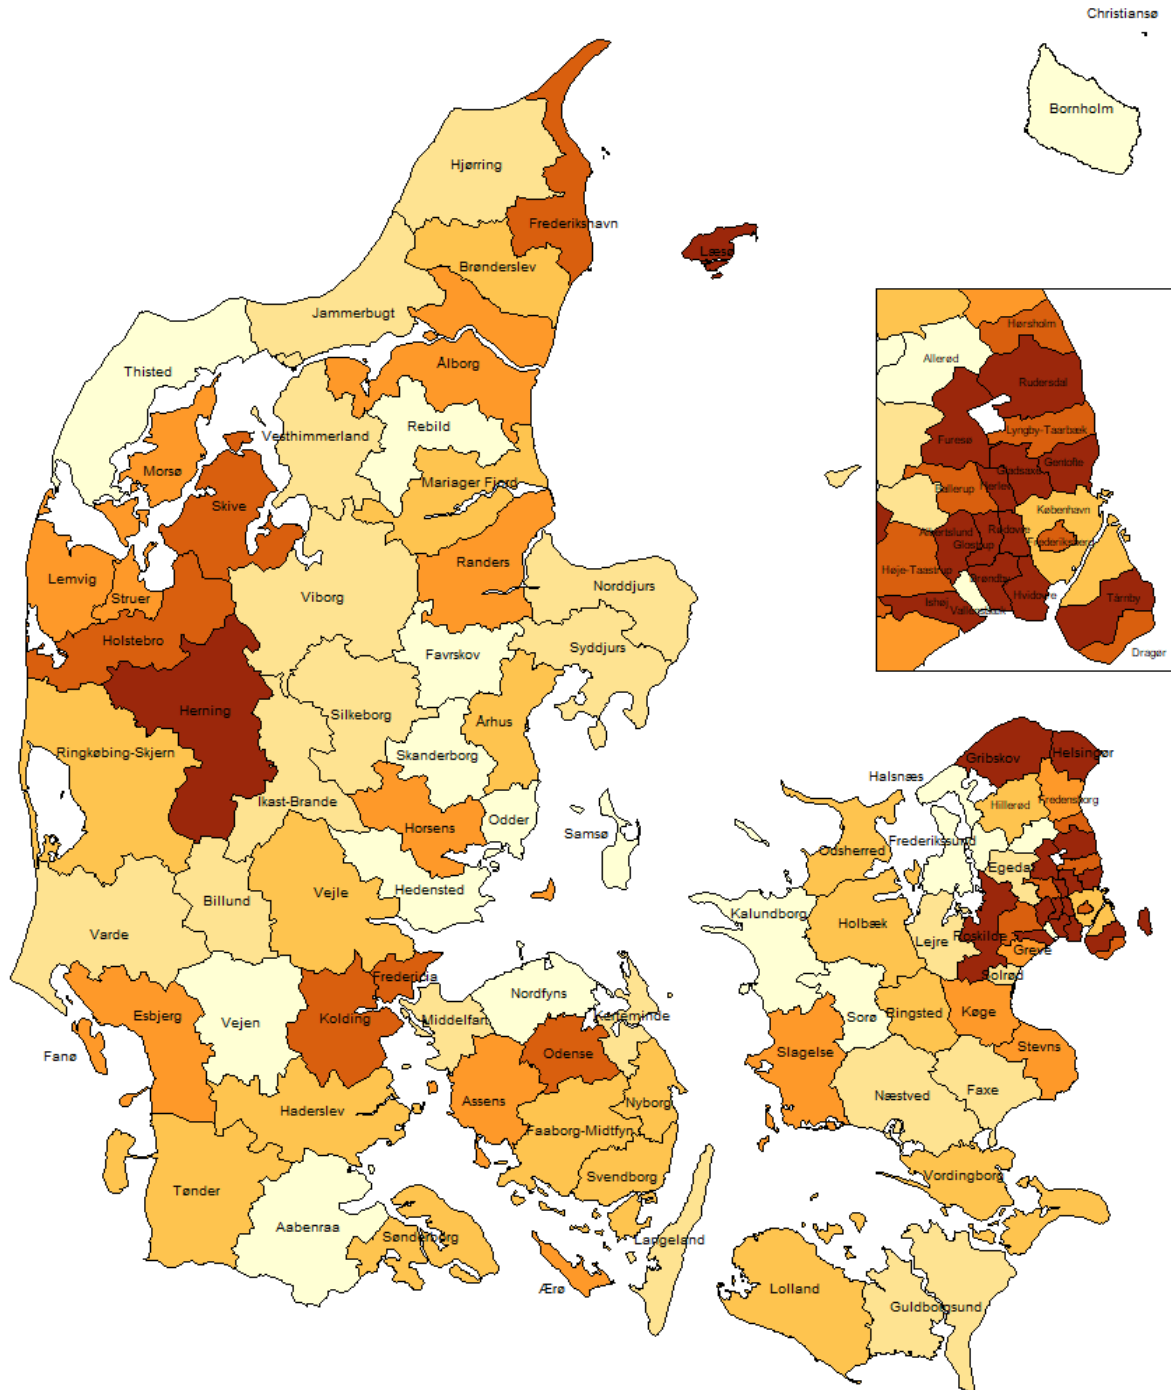 Christiansø
Bornholm
Hjørring
Frederikshavn
Læsø
Brønderslev
Jammerbugt
Hørsholm
Ålborg
Allerød
Thisted
Rudersdal
Rebild
Lyngby-Taarbæk
Vesthimmerland
Furesø
Gentofte
Morsø
Gladsaxe
Mariager Fjord
Ballerup
Herlev
Skive
København
Albertslund
Rødovre
Frederiksberg
Glostrup
Randers
Høje-Taastrup
Lemvig
Brøndby
Norddjurs
Struer
Viborg
Hvidovre
Tårnby
Ishøj
Vallensbæk
Holstebro
Syddjurs
Favrskov
Dragør
Herning
Silkeborg
Århus
Ringkøbing-Skjern
Skanderborg
Gribskov
Helsingør
Halsnæs
Ikast-Brande
Hillerød
Fredensborg
Horsens
Odder
Samsø
Frederikssund
Odsherred
Egedal
Vejle
Hedensted
Billund
Kalundborg
Holbæk
Varde
Lejre
Roskilde
Greve
Fredericia
Solrød
Nordfyns
Esbjerg
Kolding
Middelfart
Kerteminde
Vejen
Sorø
Ringsted
Køge
Fanø
Odense
Slagelse
Stevns
Assens
Nyborg
Næstved
Faxe
Haderslev
Faaborg-Midtfyn
Svendborg
Vordingborg
Tønder
Aabenraa
Sønderborg
Langeland
Ærø
Lolland
Guldborgsund